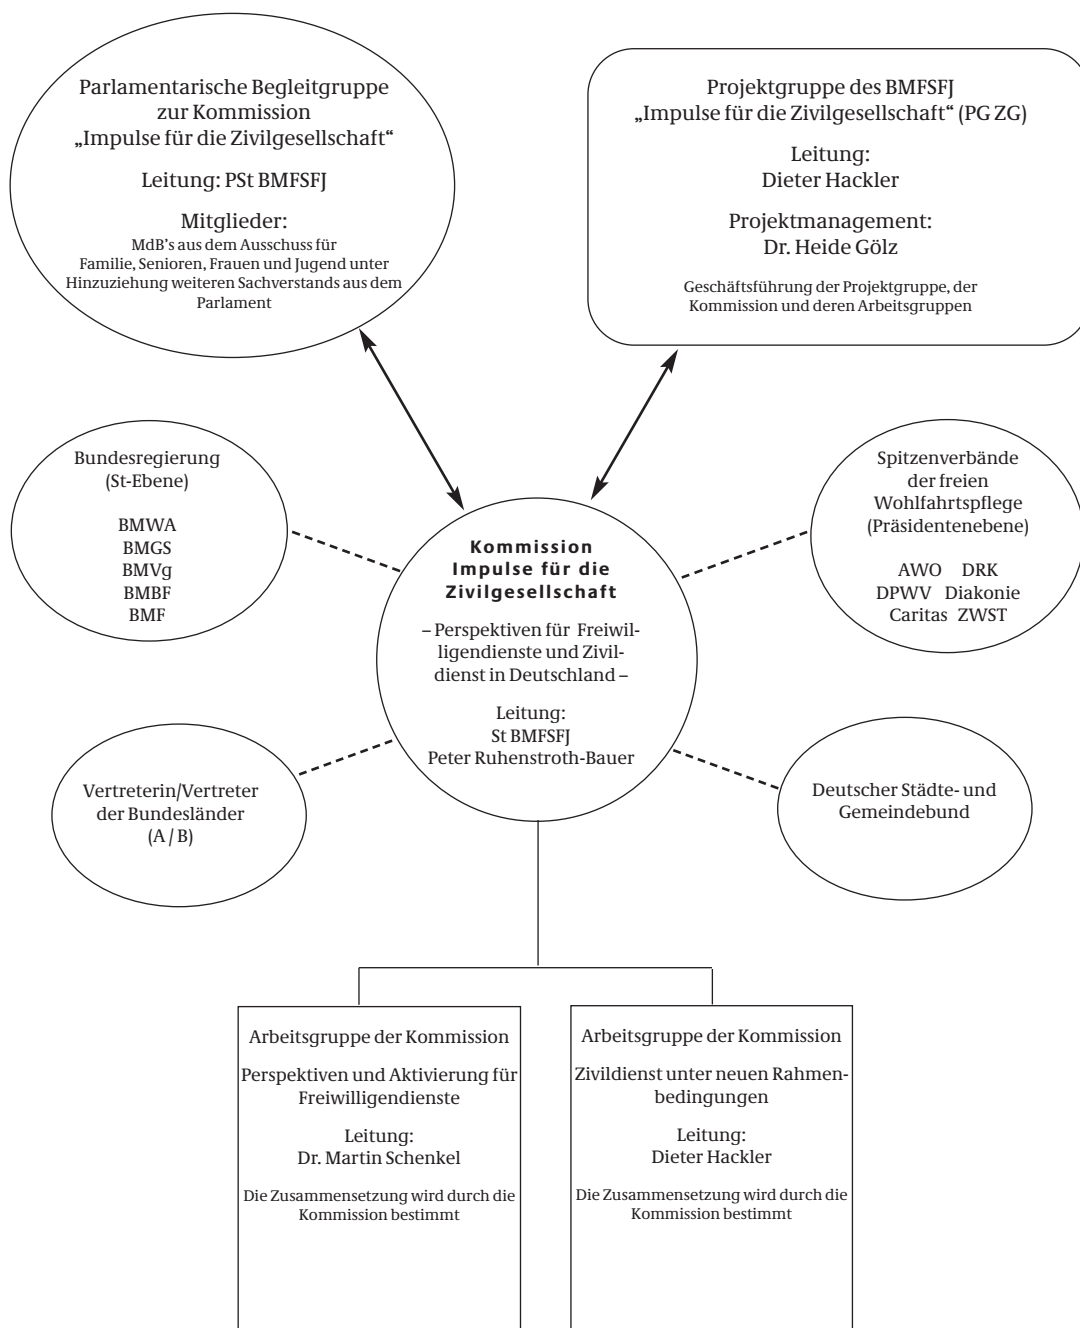 Parlamentarische Begleitgruppe
zur Kommission
„Impulse für die Zivilgesellschaft“
Leitung: PSt BMFSFJ
Mitglieder:
MdB’s aus dem Ausschuss für
Familie, Senioren, Frauen und Jugend unter
Hinzuziehung weiteren Sachverstands aus dem
Parlament
Projektgruppe des BMFSFJ
„Impulse für die Zivilgesellschaft“ (PG ZG)
Leitung:
Dieter Hackler
Projektmanagement:
Dr. Heide Gölz
Geschäftsführung der Projektgruppe, der
Kommission und deren Arbeitsgruppen
Bundesregierung
(St-Ebene)
BMWA
BMGS
BMVg
BMBF
BMF
Kommission
Impulse für die
Zivilgesellschaft
– Perspektiven für Freiwil-
ligendienste und Zivil-
dienst in Deutschland –
Leitung:
St BMFSFJ
Peter Ruhenstroth-Bauer
Spitzenverbände
der freien
Wohlfahrtspflege
(Präsidentenebene)
AWO DRK
DPWV Diakonie
Caritas ZWST
Vertreterin/Vertreter
der Bundesländer
(A / B)
Deutscher Städte- und
Gemeindebund
Arbeitsgruppe der Kommission
Perspektiven und Aktivierung für
Freiwilligendienste
Leitung:
Dr. Martin Schenkel
Die Zusammensetzung wird durch die
Kommission bestimmt
Arbeitsgruppe der Kommission
Zivildienst unter neuen Rahmen-
bedingungen
Leitung:
Dieter Hackler
Die Zusammensetzung wird durch die
Kommission bestimmt